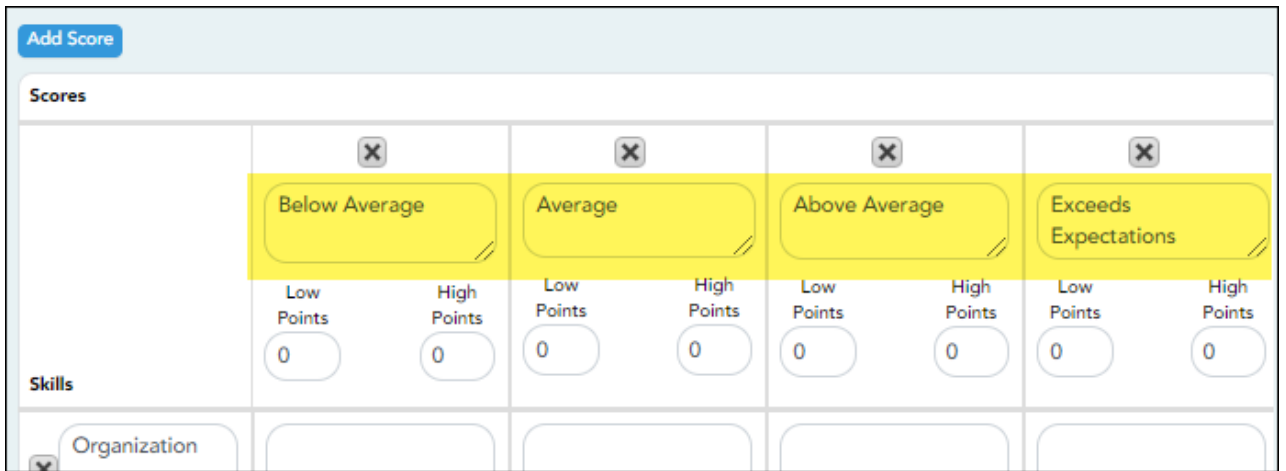 Add Score
Scores
Below Average
Average
Above Average
Exceeds
Expectations
Low
Points
High
Points
Low
Points
High
Points
Low
Points
High
Points
Low
Points
High
Points
0
0
0
0
0
0
0
0
Skills
Organization